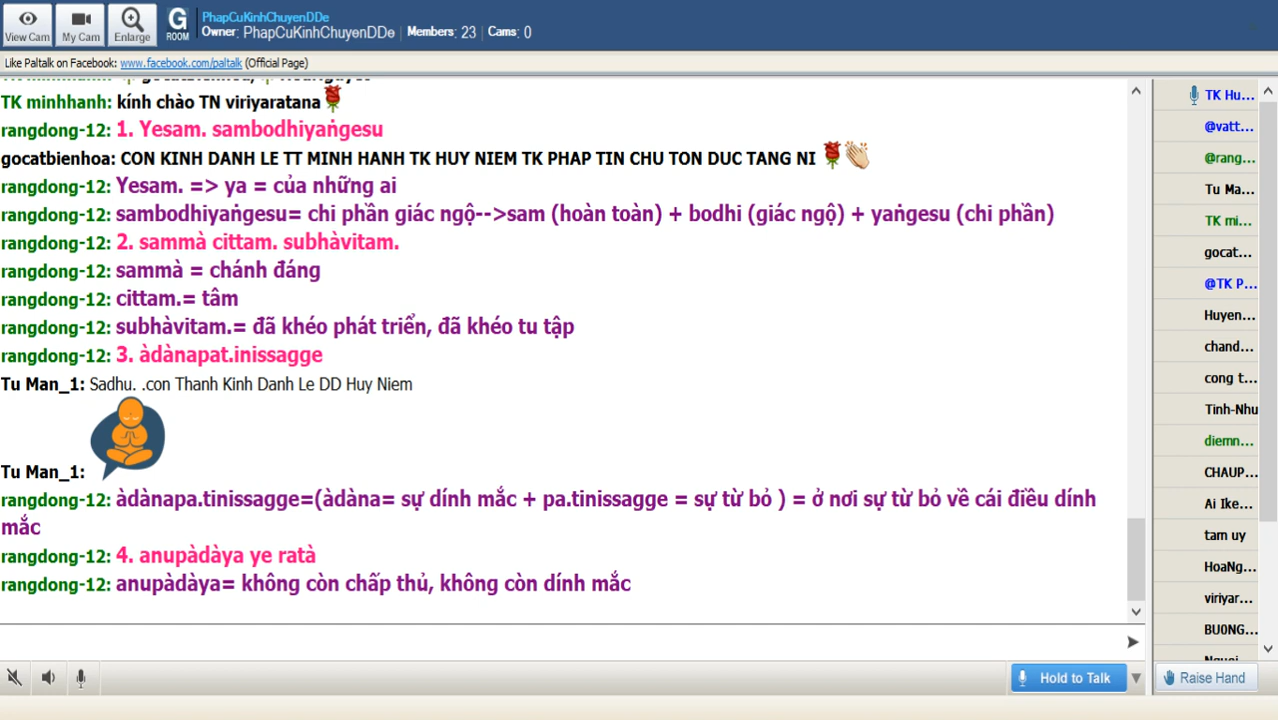 PhapCuKinhChuyenDDe
Owner: PhapCuKinhChuyenDDe Members: 23 Cams: 0
View Cam My Cam Enlarge G ROOM
Like Paltalk on Facebook: www.facebook.com/paltalk (Official Page)
TK minhhanh: kính chào TN viriyaratana
rangdong-12: 1. Yesam. sambodhiyaṅgesu
gocatbienhoa: CON KINH DANH LE TT MINH HANH TK HUY NIEM TK PHAP TIN CHU TON DUC TANG NI
rangdong-12: Yesam. => ya = của những ai
rangdong-12: sambodhiyaṅgesu= chi phần giác ngộ-->sam (hoàn toàn) + bodhi (giác ngộ) + yaṅgesu (chi phần)
rangdong-12: 2. sammà cittam. subhàvitam.
rangdong-12: sammà = chánh đáng
rangdong-12: cittam.= tâm
rangdong-12: subhàvitam.= đã khéo phát triển, đã khéo tu tập
rangdong-12: 3. àdànapat.inissagge
Tu Man_1: Sadhu. .con Thanh Kinh Danh Le DD Huy Niem
Tu Man_1:
rangdong-12: àdànapa.tinissagge=(àdàna= sự dính mắc + pa.tinissagge = sự từ bỏ ) = ở nơi sự từ bỏ về cái điều dính
mắc
rangdong-12: 4. anupàdàya ye ratà
rangdong-12: anupàdàya= không còn chấp thủ, không còn dính mắc
TK Hu...
@vatt...
@rang...
Tu Ma...
TK mi...
gocat...
@TK P...
Huyen...
chand...
cong t...
Tinh-Nhu
diemn...
CHAUP...
Ai Ike...
tam uy
HoaNg...
viriyar...
BU0NG...
Hold to Talk
Raise Hand